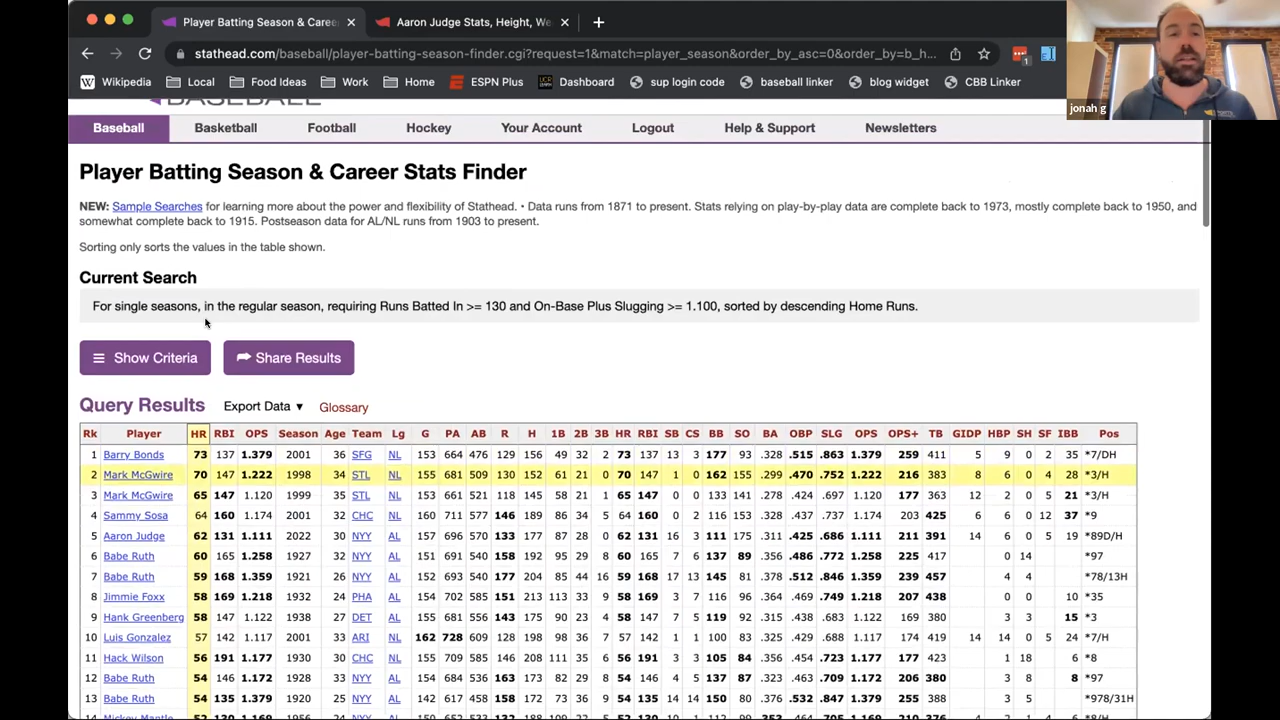 Player Batting Season & Caree × Aaron Judge Stats, Height, We × +
stathead.com/baseball/player-batting-season-finder.cgi?request=1&match=player_season&order_by_asc=0&order_by=b_h...
1
Wikipedia Local Food Ideas Work Home ESPN Plus Dashboard sup login code baseball linker blog widget CBB Linker
jonah g
BASEBALL
Baseball Basketball Football Hockey Your Account Logout Help & Support Newsletters
Player Batting Season & Career Stats Finder
NEW: Sample Searches for learning more about the power and flexibility of Stathead. • Data runs from 1871 to present. Stats relying on play-by-play data are complete back to 1973, mostly complete back to 1950, and
somewhat complete back to 1915. Postseason data for AL/NL runs from 1903 to present.
Sorting only sorts the values in the table shown.
Current Search
For single seasons, in the regular season, requiring Runs Batted In >= 130 and On-Base Plus Slugging >= 1.100, sorted by descending Home Runs.
Show Criteria Share Results
Query Results Export Data ▼ Glossary
Rk Player HR RBI OPS Season Age Team Lg G PA AB R H 1B 2B 3B HR RBI SB CS BB SO BA OBP SLG OPS OPS+ TB GIDP HBP SH SF IBB Pos
1 Barry Bonds 73 137 1.379 2001 36 SFG NL 153 664 476 129 156 49 32 2 73 137 13 3 177 93 .328 .515 .863 1.379 259 411 5 9 0 2 35 *7/DH
2 Mark McGwire 70 147 1.222 1998 34 STL NL 155 681 509 130 152 61 21 0 70 147 1 0 162 155 .299 .470 .752 1.222 216 383 8 6 0 4 28 *3/H
3 Mark McGwire 65 147 1.120 1999 35 STL NL 153 661 521 118 145 58 21 1 65 147 0 0 133 141 .278 .424 .697 1.120 177 363 12 2 0 5 21 *3/H
4 Sammy Sosa 64 160 1.174 2001 32 CHC NL 160 711 577 146 189 86 34 5 64 160 0 2 116 153 .328 .437 .737 1.174 203 425 6 6 0 12 37 *9
5 Aaron Judge 62 131 1.111 2022 30 NYY AL 157 696 570 133 177 87 28 0 62 131 16 3 111 175 .311 .425 .686 1.111 211 391 14 6 0 5 19 *89D/H
6 Babe Ruth 60 165 1.258 1927 32 NYY AL 151 691 540 158 192 95 29 8 60 165 7 6 137 89 .356 .486 .772 1.258 225 417 0 14 *97
7 Babe Ruth 59 168 1.359 1921 26 NYY AL 152 693 540 177 204 85 44 16 59 168 17 13 145 81 .378 .512 .846 1.359 239 457 4 4 *78/13H
8 Jimmie Foxx 58 169 1.218 1932 24 PHA AL 154 702 585 151 213 113 33 9 58 169 3 7 116 96 .364 .469 .749 1.218 207 438 0 0 10 *35
9 Hank Greenberg 58 147 1.122 1938 27 DET AL 155 681 556 143 175 90 23 4 58 147 7 5 119 92 .315 .438 .683 1.122 169 380 3 3 15 *3
10 Luis Gonzalez 57 142 1.117 2001 33 ARI NL 162 728 609 128 198 98 36 7 57 142 1 1 100 83 .325 .429 .688 1.117 174 419 14 14 0 5 24 *7/H
11 Hack Wilson 56 191 1.177 1930 30 CHC NL 155 709 585 146 208 111 35 6 56 191 3 3 105 84 .356 .454 .723 1.177 177 423 1 18 6 *8
12 Babe Ruth 54 146 1.172 1928 33 NYY AL 154 684 536 163 173 82 29 8 54 146 4 5 137 87 .323 .463 .709 1.172 206 380 3 8 8 *97
13 Babe Ruth 54 135 1.379 1920 25 NYY AL 142 617 458 158 172 73 36 9 54 135 14 14 150 80 .376 .532 .847 1.379 255 388 3 5 *978/31H
14 Mickey Mantle 52 130 1.169 1956 24 NYY AL